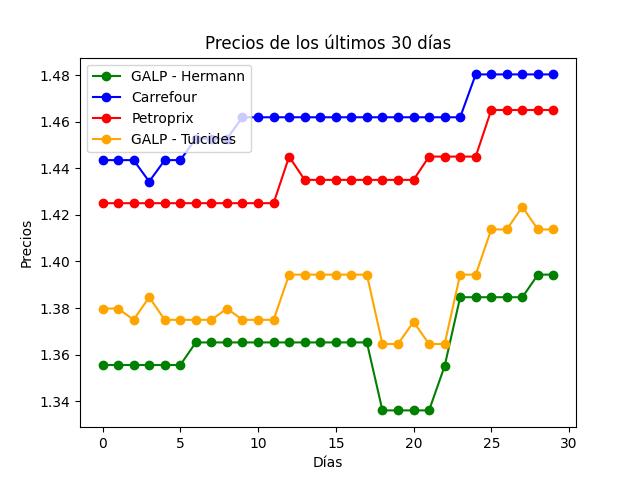 Precios de los últimos 30 días
GALP - Hermann
Carrefour
Petroprix
GALP - Tulcides
1.48
1.46
1.44
1.42
1.40
1.38
1.36
1.34
Precios
0 5 10 15 20 25 30
Días